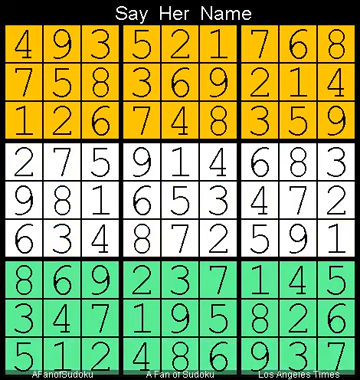 Say Her Name
4 9 3 5 2 1 7 6 8
7 5 8 3 6 9 2 1 4
1 2 6 7 4 8 3 5 9
2 7 5 9 1 4 6 8 3
9 8 1 6 5 3 4 7 2
6 3 4 8 7 2 5 9 1
8 6 9 2 3 7 1 4 5
3 4 7 1 9 5 8 2 6
5 1 2 4 8 6 9 3 7
AFanofSudoku A Fan of Sudoku Los Angeles Times